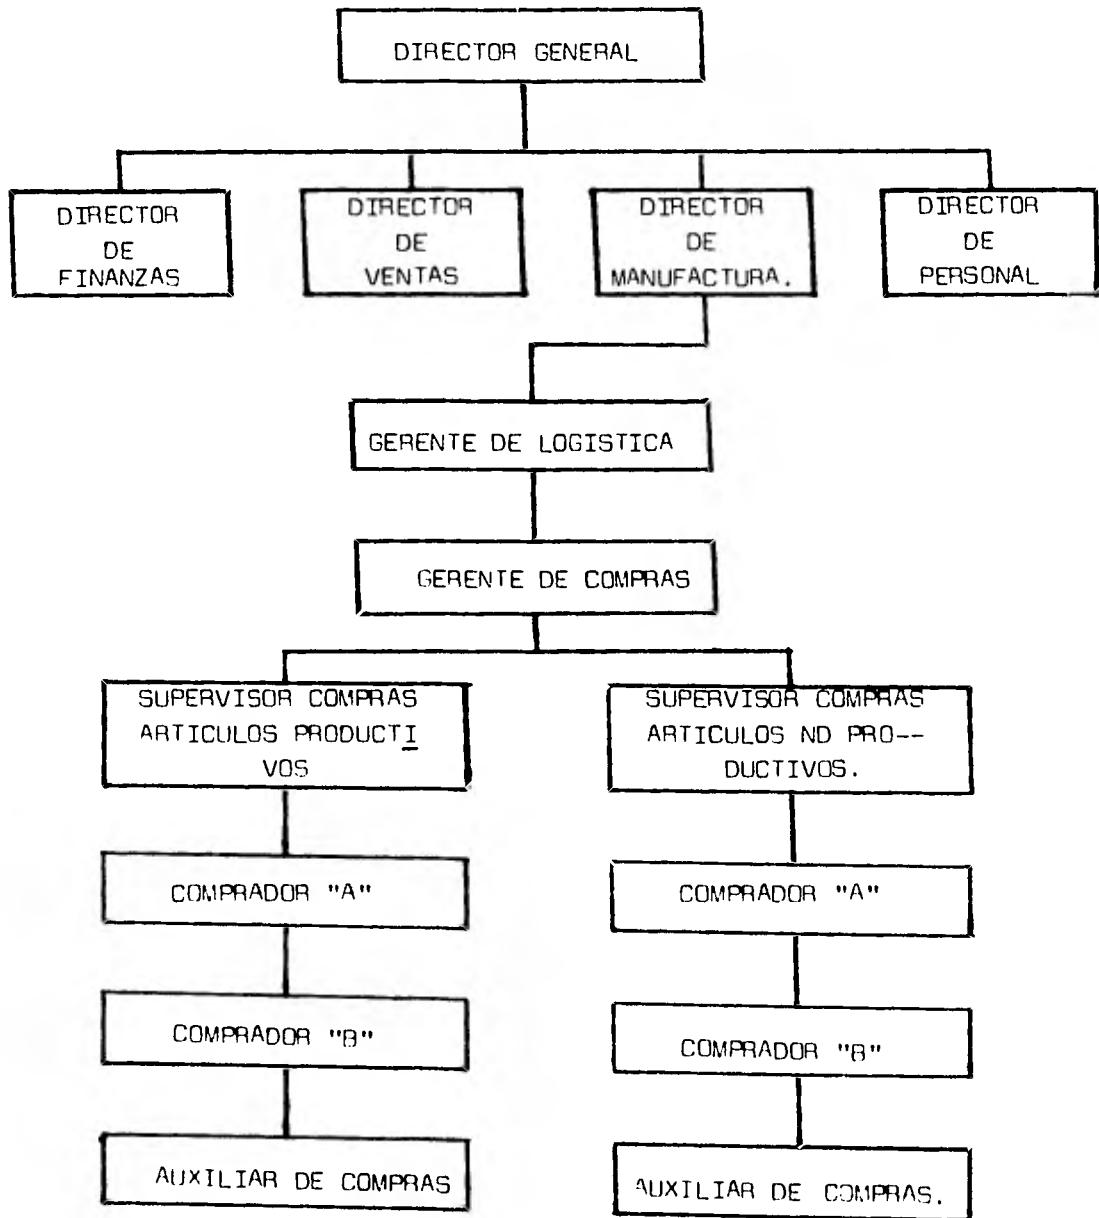 DIRECTOR GENERAL
DIRECTOR
DE
FINANZAS
DIRECTOR
DE
VENTAS
DIRECTOR
DE
MANUFACTURA.
DIRECTOR
DE
PERSONAL
GERENTE DE LOGISTICA
GERENTE DE COMPRAS
SUPERVISOR COMPRAS
ARTICULOS PRODUCTI
VOS
SUPERVISOR COMPRAS
ARTICULOS NO PRO--
DUCTIVOS.
COMPRADOR "A"
COMPRADOR "A"
COMPRADOR "B"
COMPRADOR "B"
AUXILIAR DE COMPRAS
AUXILIAR DE COMPRAS.